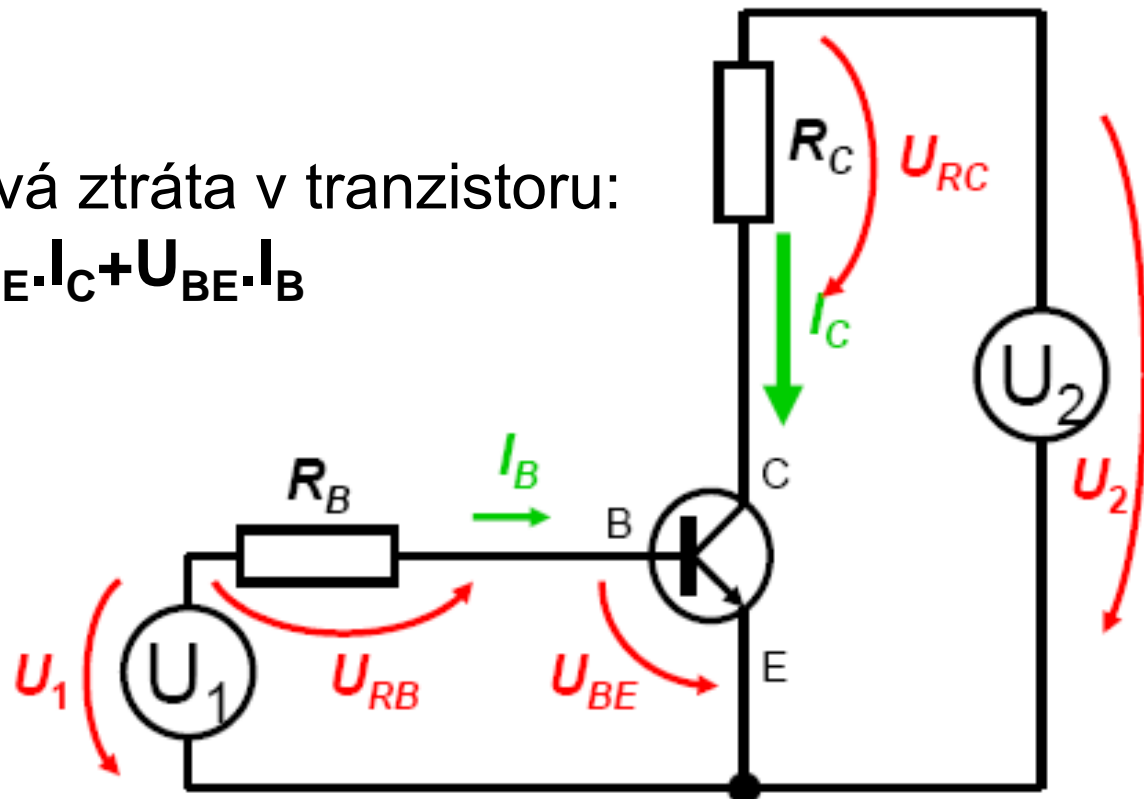 vá ztráta v tranzistoru:
E.IC+UBE.IB
RC
URC
IC
U2
U2
C
IB
RB
B
U1
U1
URB
UBE
E